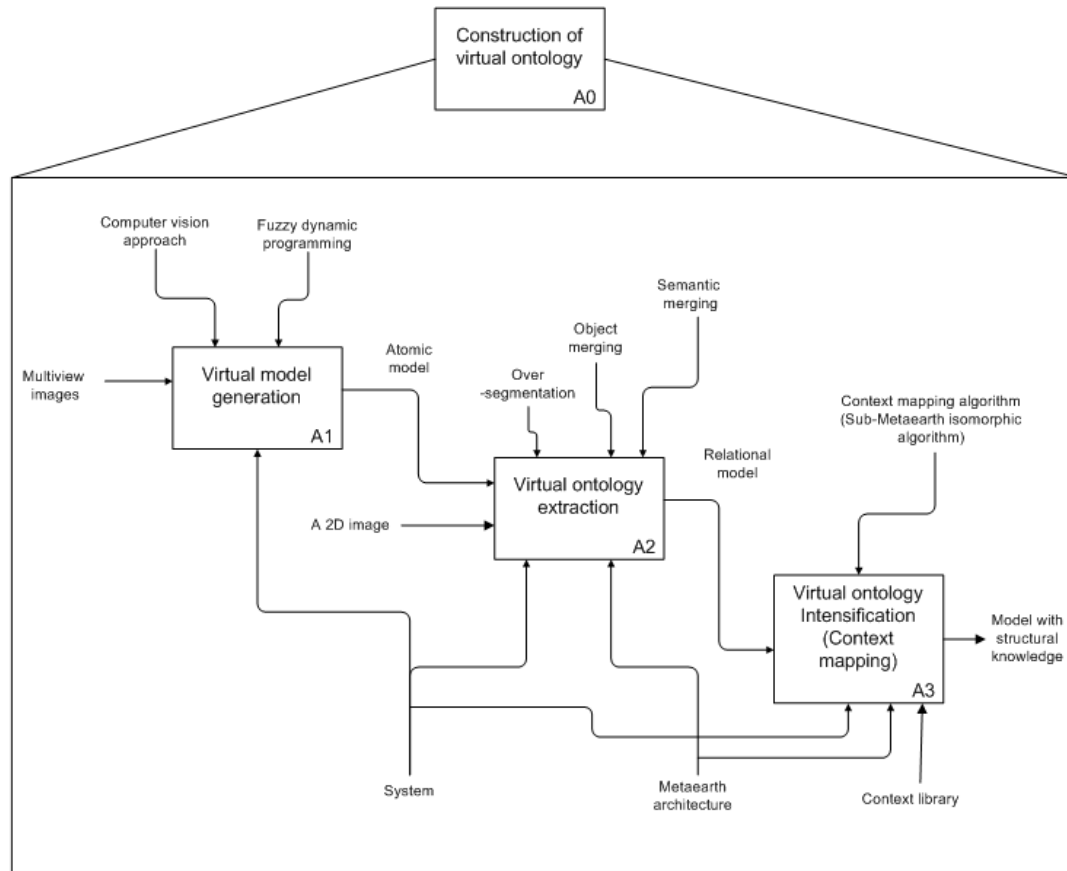 Construction of
virtual ontology
A0
Computer vision
approach
Fuzzy dynamic
programming
Semantic
merging
Object
merging
Multiview
images
Virtual model
generation
A1
Atomic
model
Over
-segmentation
Context mapping algorithm
(Sub-Metaearth isomorphic
algorithm)
Relational
model
A 2D image
Virtual ontology
extraction
A2
Virtual ontology
Intensification
(Context
mapping)
A3
Model with
structural
knowledge
System
Metaearth
architecture
Context library